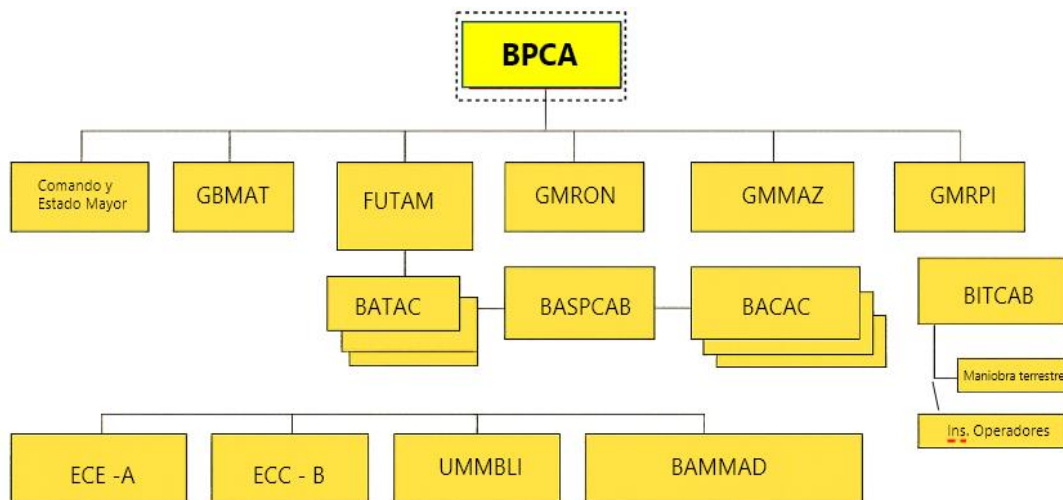 BPCA
Comando y
Estado Mayor
GBMAT
FUTAM
GMRON
GMMAZ
GMRPI
BATAC
BASPCAB
BACAC
BITCAB
Maniobra terrestre
Ins. Operadores
ECE -A
ECC - B
UMMBLI
BAMMAD